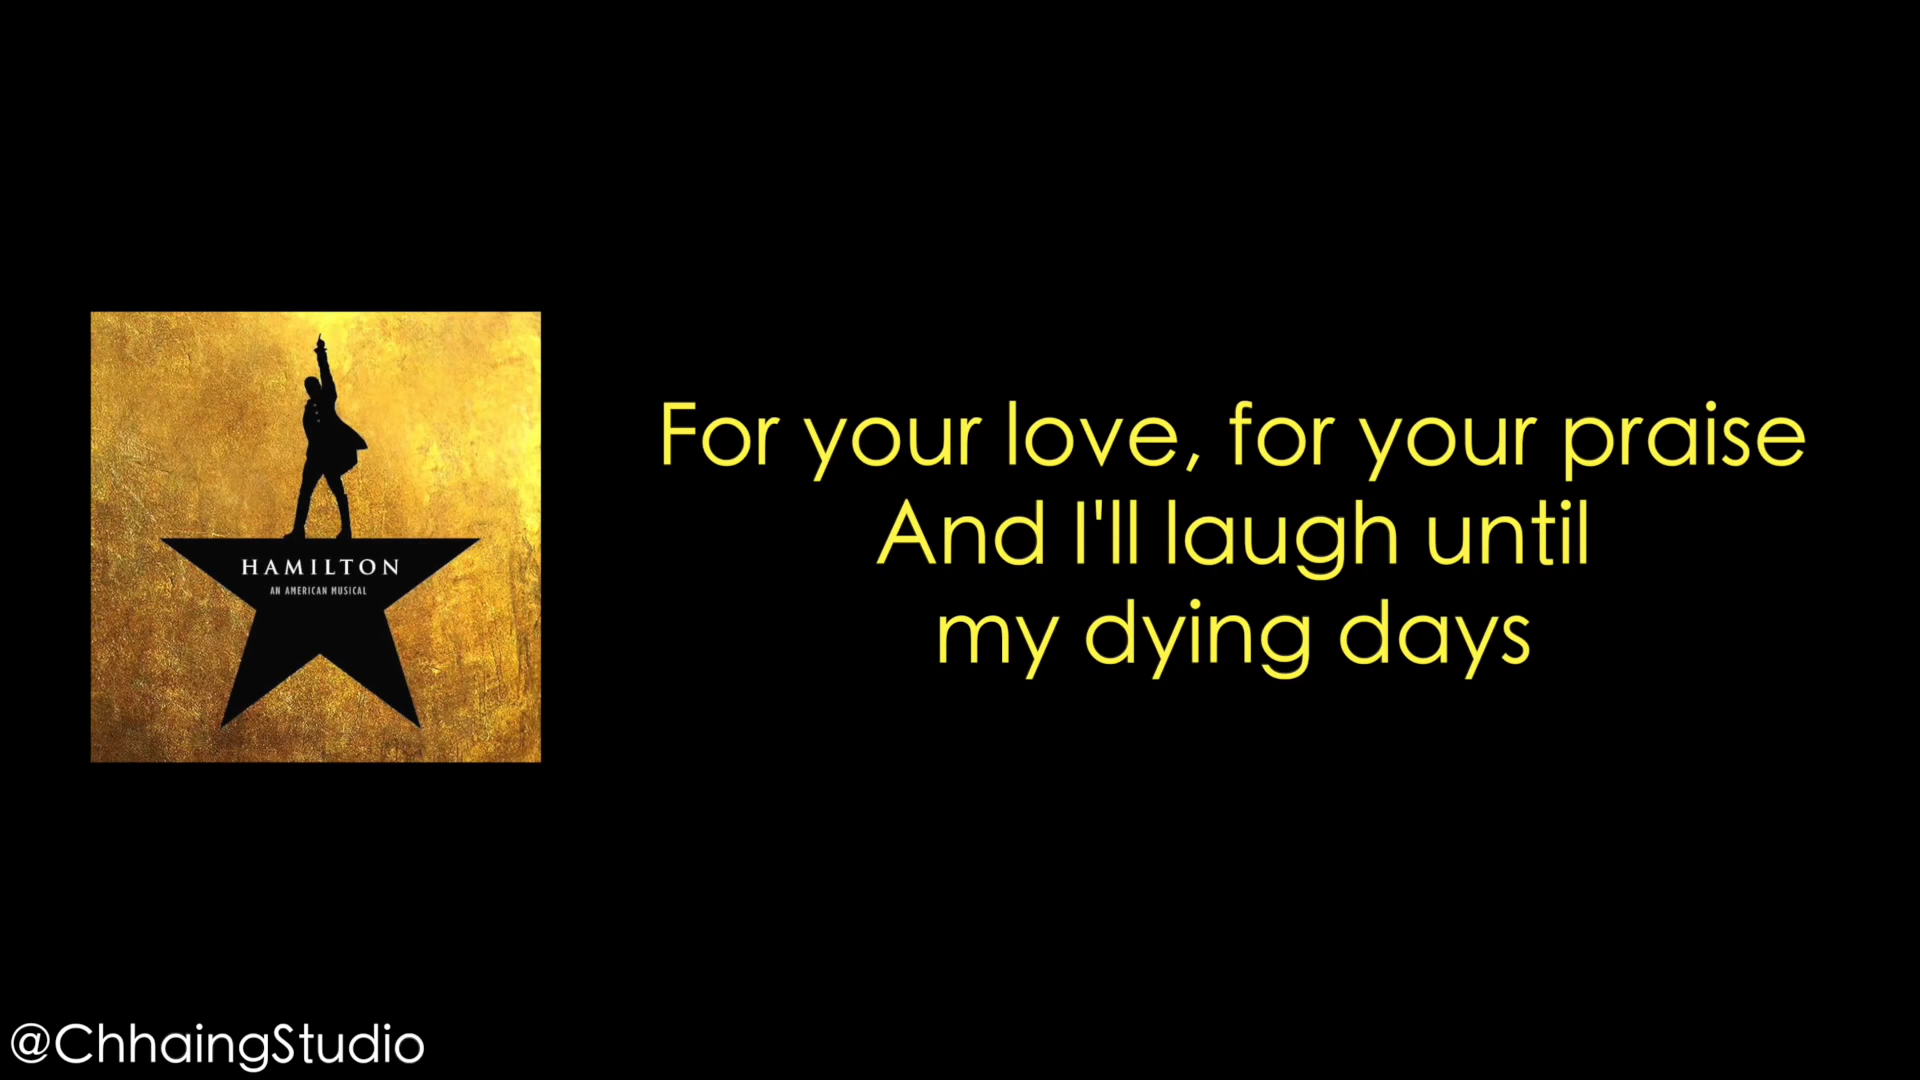 HAMILTON
AN AMERICAN MUSICAL
For your love, for your praise
And I'll laugh until
my dying days
@ChhaingStudio